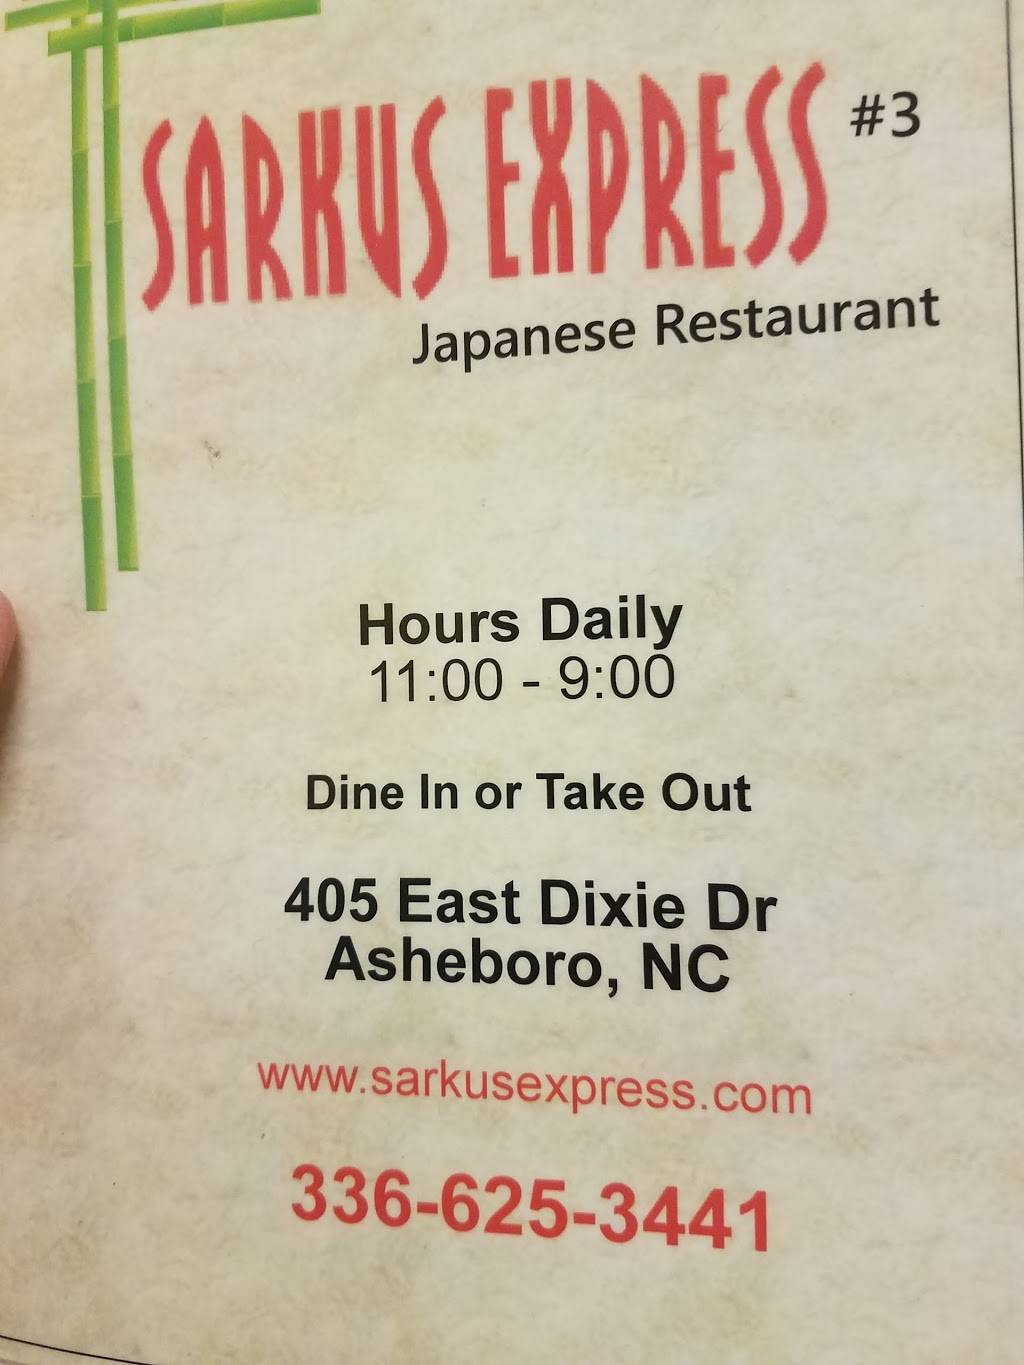 SARKUS EXPRESS #3
Japanese Restaurant
Hours Daily
11:00 - 9:00
Dine In or Take Out
405 East Dixie Dr
Asheboro, NC
www.sarkusexpress.com
336-625-3441